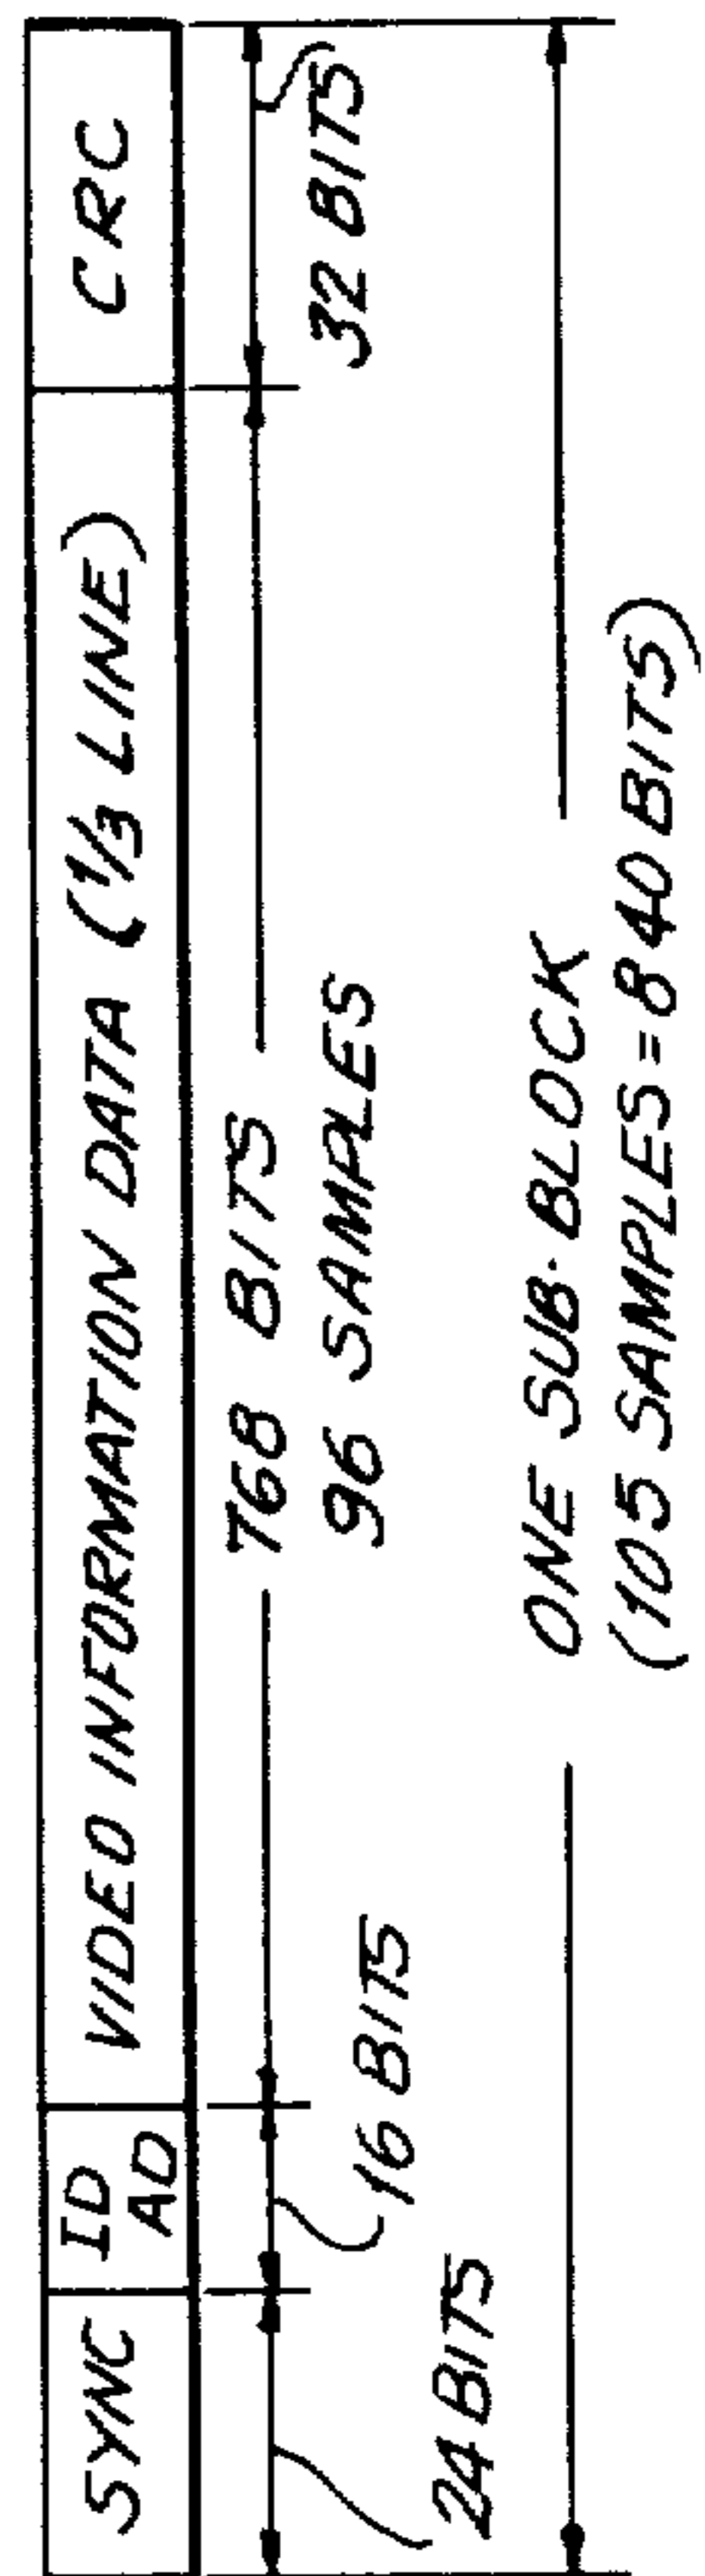 SYNC
ID
AD
VIDEO INFORMATION DATA (1/3 LINE)
CRC
24 BITS
16 BITS
768 BITS
96 SAMPLES
32 BITS
ONE SUB-BLOCK
(105 SAMPLES=840 BITS)